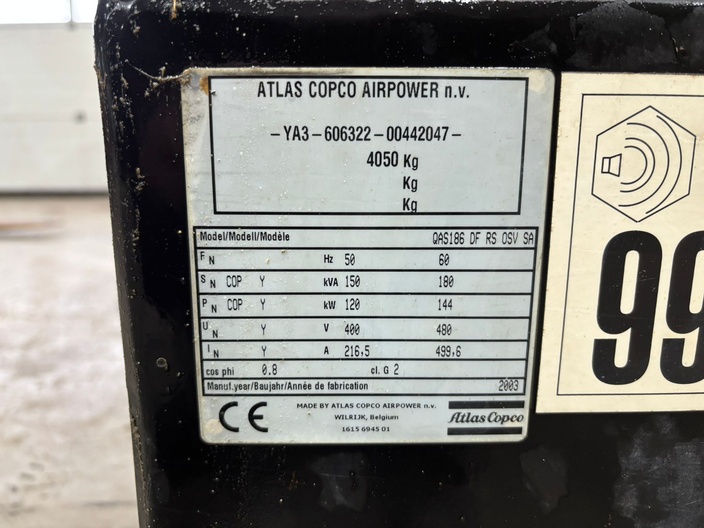 ATLAS COPCO AIRPOWER n.v.
-YA3-606322-00442047-
4050 Kg
Kg
Kg
Model/Modell/Modèle QAS186 DF RS OSV SA
F N Hz 50 60
S N COP Y kVA 150 180
P N COP Y kW 120 144
U N Y V 400 480
I N Y A 216,5 499,6
cos phi 0.8 cl. G 2
Manuf.year/Baujahr/Année de fabrication 2003
CE
MADE BY ATLAS COPCO AIRPOWER n.v.
WILRIJK, Belgium
1615 6945 01
Atlas Copco
99